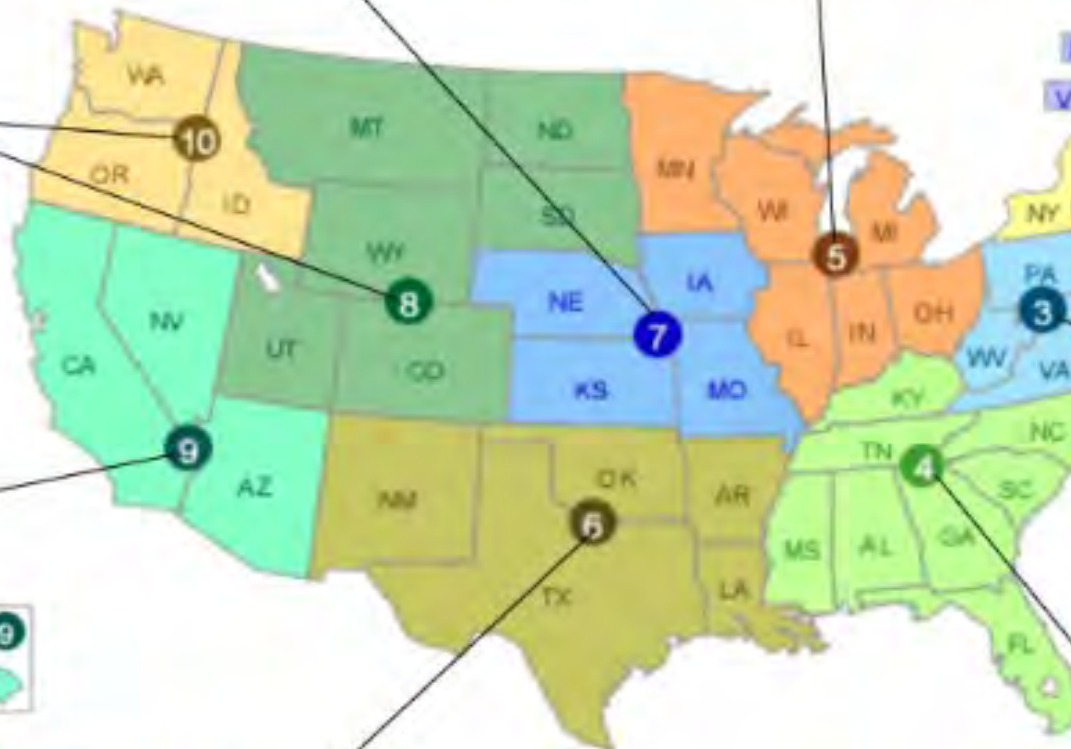 WA
MT
ND
10
MN
V
OR
ID
SD
WI
MI
NY
WY
5
PA
8
NE
IA
3
NV
7
IL
IN
OH
UT
CO
WV
VA
CA
KS
MO
KY
9
TN
NC
4
AZ
NM
OK
AR
SC
6
MS
AL
GA
TX
LA
9
FL